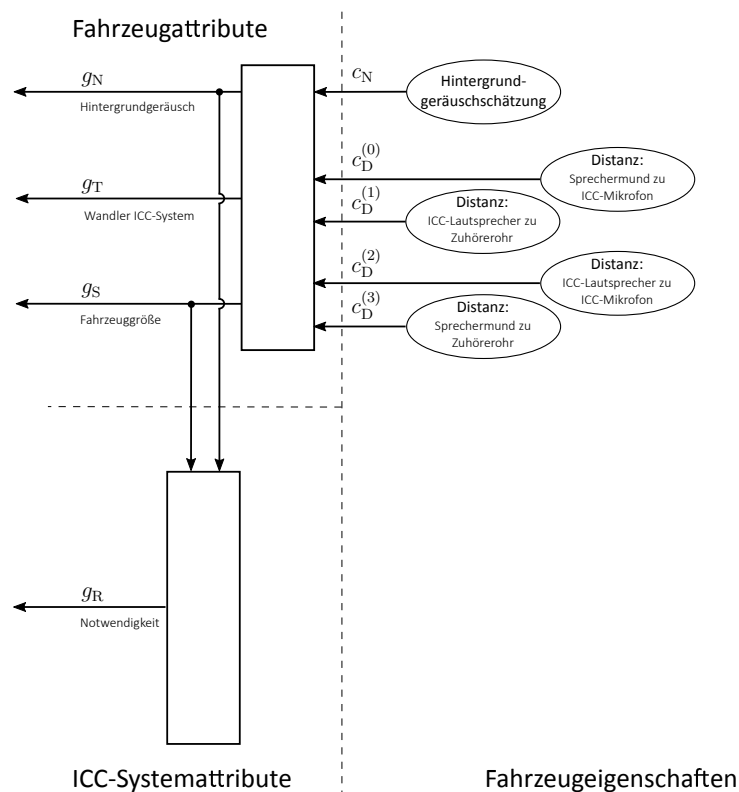 Fahrzeugattribute
g_N
Hintergrundgeräusch
c_N
Hintergrund-
geräuschschätzung
c_D^(0)
Distanz:
Sprechermund zu
ICC-Mikrofon
g_T
Wandler ICC-System
c_D^(1)
Distanz:
ICC-Lautsprecher zu
Zuhörerohr
c_D^(2)
Distanz:
ICC-Lautsprecher zu
ICC-Mikrofon
g_S
Fahrzeuggröße
c_D^(3)
Distanz:
Sprechermund zu
Zuhörerohr
g_R
Notwendigkeit
ICC-Systemattribute
Fahrzeugeigenschaften